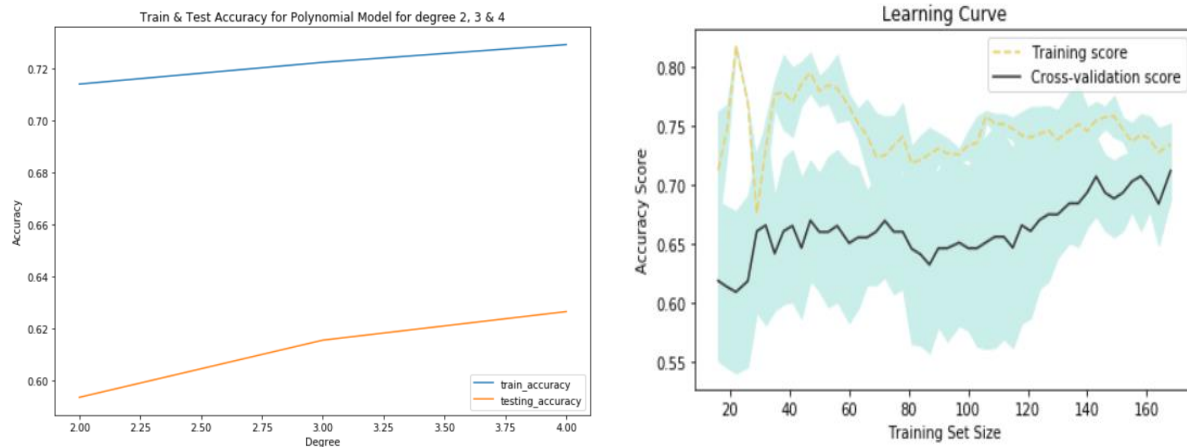 Train & Test Accuracy for Polynomial Model for degree 2, 3 & 4
Accuracy
0.72
0.70
0.68
0.66
0.64
0.62
0.60
2.00 2.25 2.50 2.75 3.00 3.25 3.50 3.75 4.00
Degree
train_accuracy
testing_accuracy
Learning Curve
Accuracy Score
0.80
0.75
0.70
0.65
0.60
0.55
20 40 60 80 100 120 140 160
Training Set Size
Training score
Cross-validation score